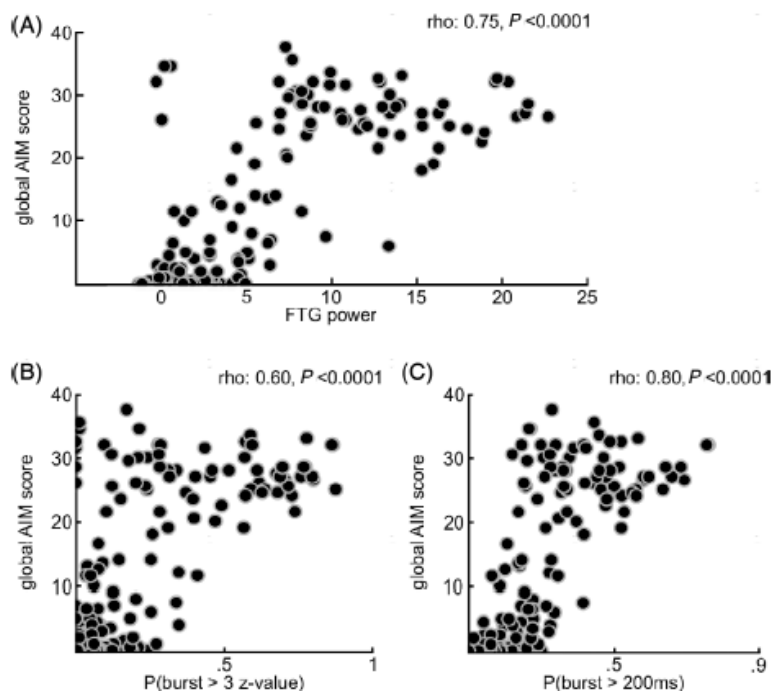 (A)
rho: 0.75, P <0.0001
40
30
20
10
global AIM score
0
5
10
15
20
25
FTG power
(B)
rho: 0.60, P <0.0001
40
30
20
10
global AIM score
.5
1
P(burst > 3 z-value)
(C)
rho: 0.80, P <0.0001
40
30
20
10
global AIM score
.5
.9
P(burst > 200ms)